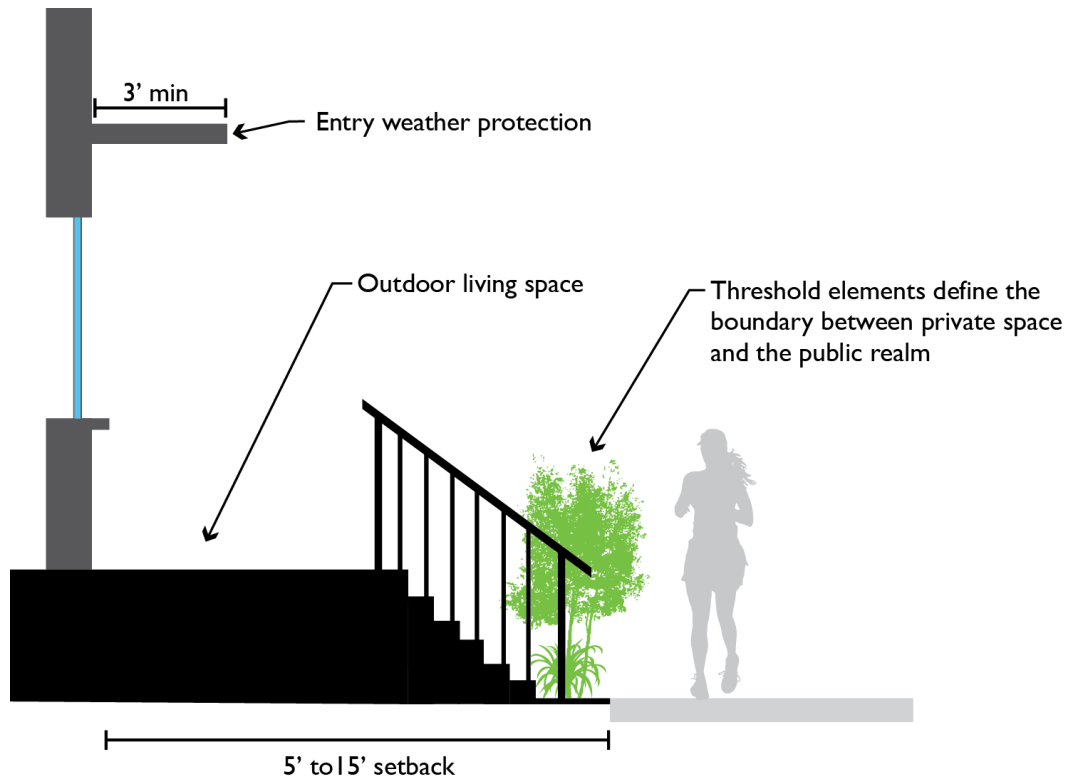 3' min
Entry weather protection
Outdoor living space
Threshold elements define the
boundary between private space
and the public realm
5' to15' setback